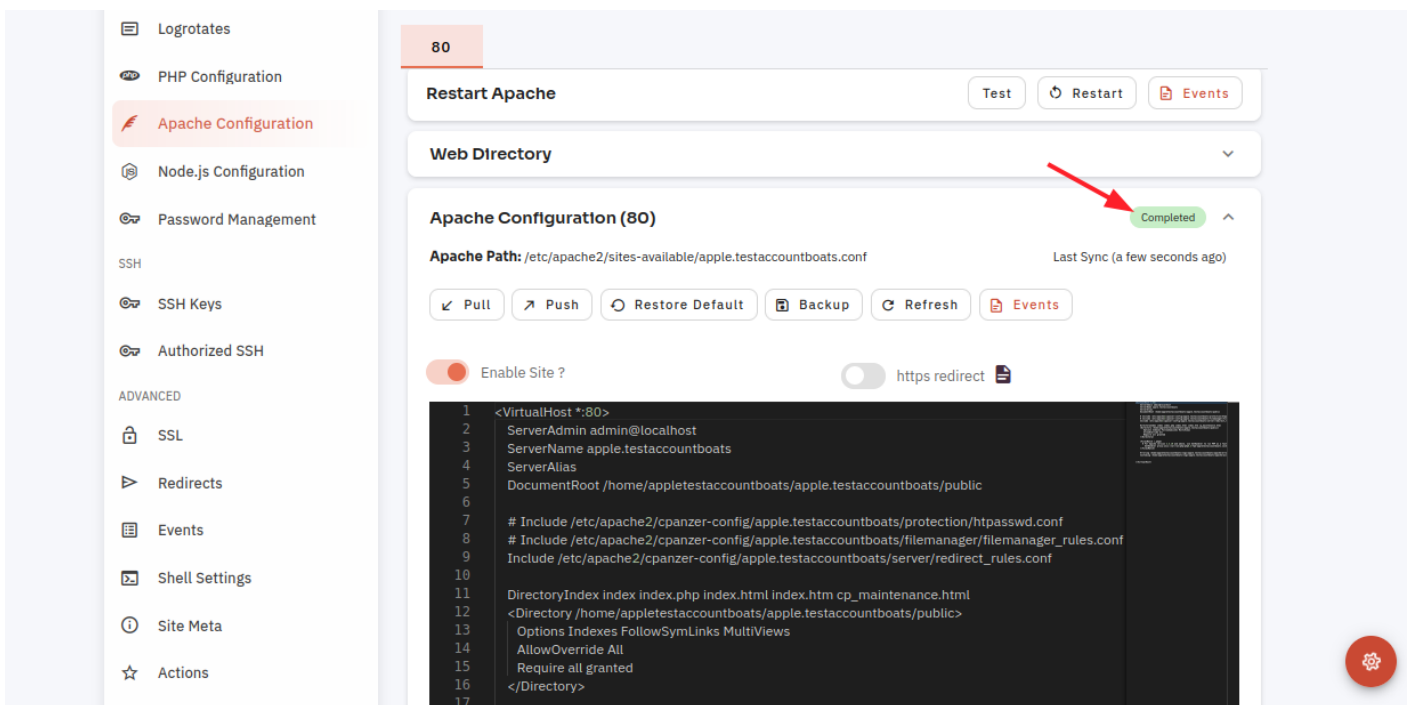 Logrotates
PHP Configuration
Apache Configuration
Node.js Configuration
Password Management
SSH
SSH Keys
Authorized SSH
ADVANCED
SSL
Redirects
Events
Shell Settings
Site Meta
Actions
80
Restart Apache
Test Restart Events
Web Directory
Apache Configuration (80)
Completed
Apache Path: /etc/apache2/sites-available/apple.testaccountboats.conf
Last Sync (a few seconds ago)
Pull Push Restore Default Backup Refresh Events
Enable Site ?
https redirect
1 <VirtualHost *:80>
2 ServerAdmin admin@localhost
3 ServerName apple.testaccountboats
4 ServerAlias
5 DocumentRoot /home/appletestaccountboats/apple.testaccountboats/public
6
7 # Include /etc/apache2/cpanzer-config/apple.testaccountboats/protection/htpasswd.conf
8 # Include /etc/apache2/cpanzer-config/apple.testaccountboats/filemanager/filemanager_rules.conf
9 Include /etc/apache2/cpanzer-config/apple.testaccountboats/server/redirect_rules.conf
10
11 DirectoryIndex index index.php index.html index.htm cp_maintenance.html
12 <Directory /home/appletestaccountboats/apple.testaccountboats/public>
13 Options Indexes FollowSymLinks MultiViews
14 AllowOverride All
15 Require all granted
16 </Directory>
17